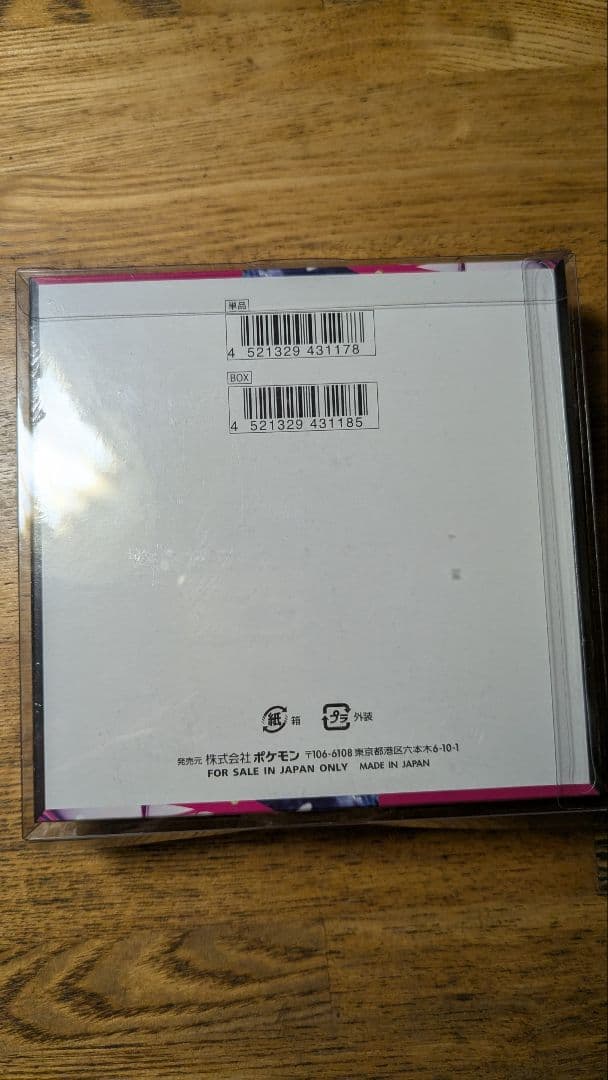 単品
4 521329 431178
BOX
4 521329 431185
紙 箱
プラ 外装
発売元 株式会社 ポケモン 〒106-6108 東京都港区六本木6-10-1
FOR SALE IN JAPAN ONLY MADE IN JAPAN